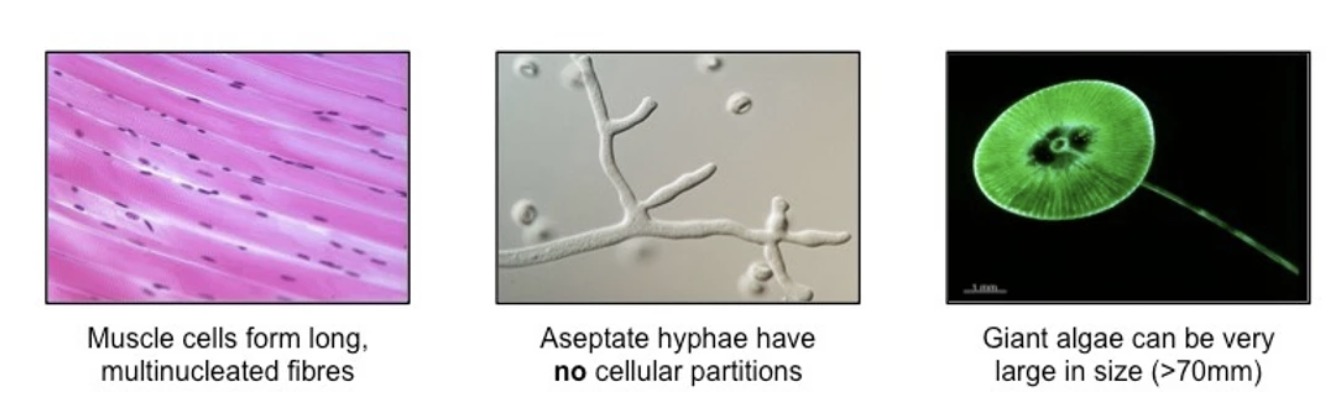 Muscle cells form long,
multinucleated fibres
Aseptate hyphae have
no cellular partitions
1 mm
Giant algae can be very
large in size (>70mm)